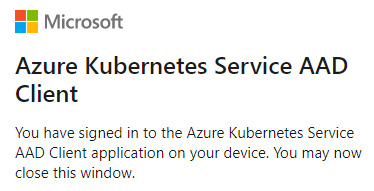 Microsoft
Azure Kubernetes Service AAD
Client
You have signed in to the Azure Kubernetes Service
AAD Client application on your device. You may now
close this window.